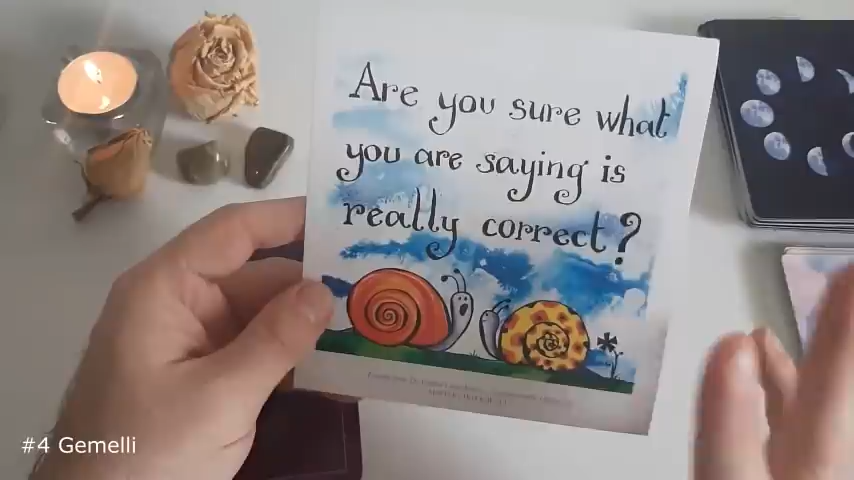 Are you sure what
you are saying is
really correct?
#4 Gemelli